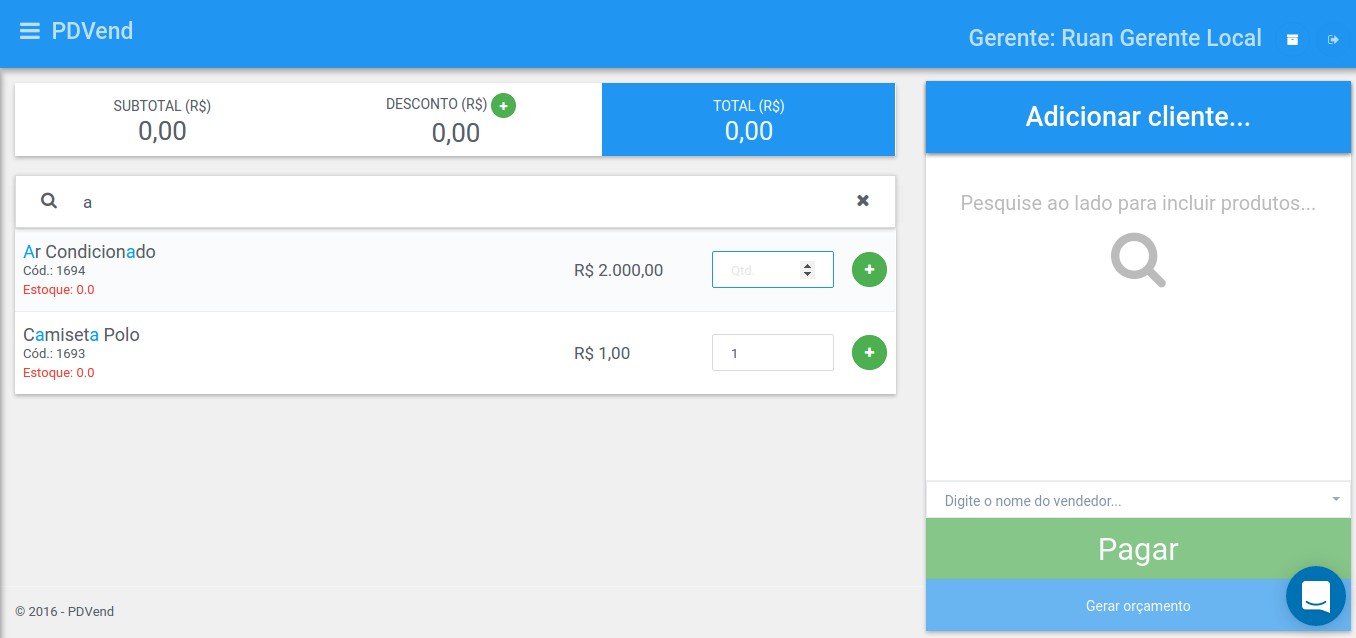 PDVend
Gerente: Ruan Gerente Local
SUBTOTAL (R$)
0,00
DESCONTO (R$)
0,00
TOTAL (R$)
0,00
a
Ar Condicionado
Cód.: 1694
Estoque: 0.0
R$ 2.000,00
Qtd.
Camiseta Polo
Cód.: 1693
Estoque: 0.0
R$ 1,00
1
Adicionar cliente...
Pesquise ao lado para incluir produtos...
Digite o nome do vendedor...
Pagar
Gerar orçamento
© 2016 - PDVend